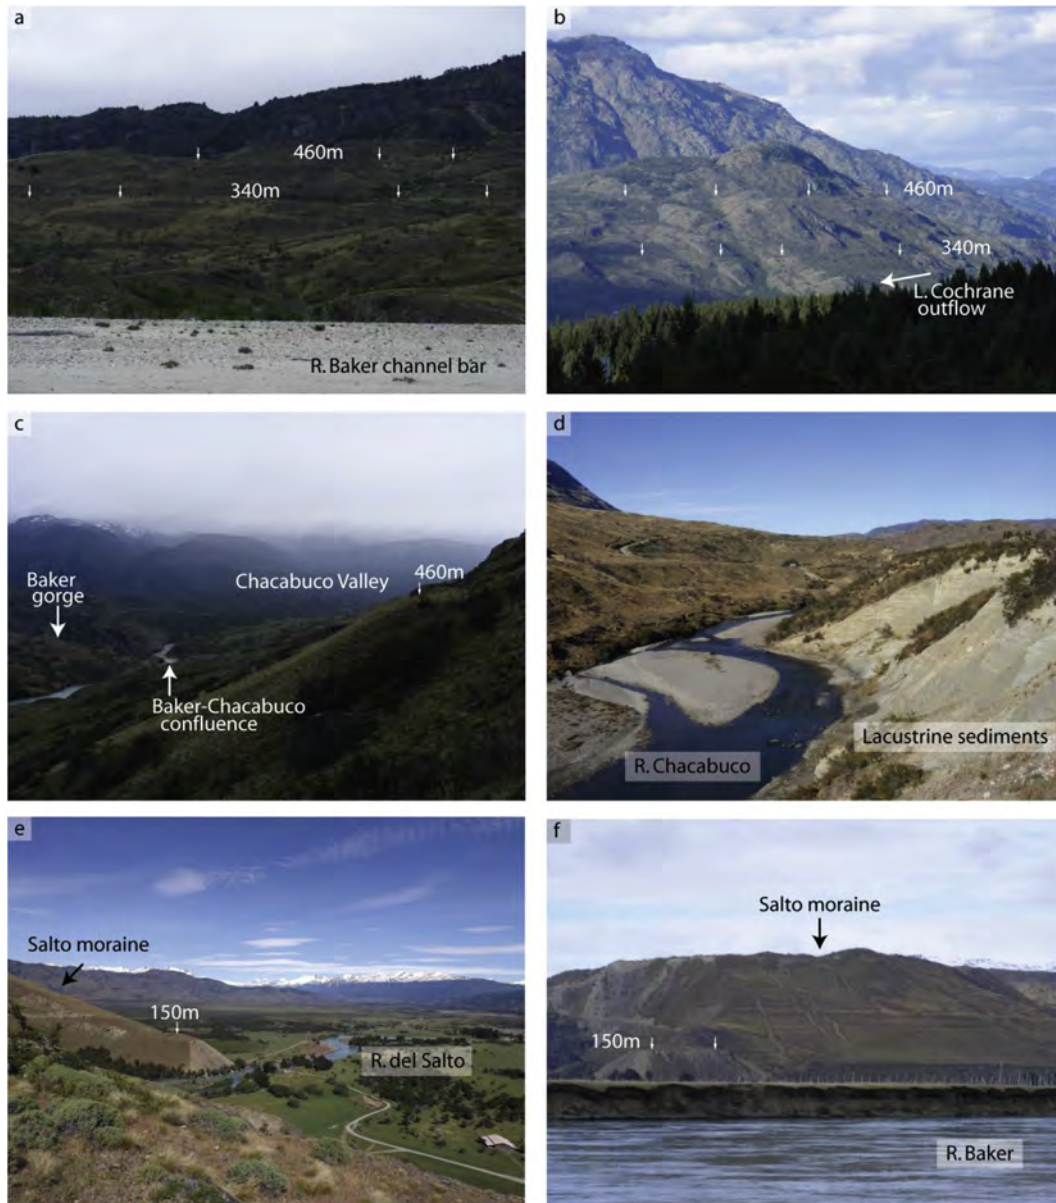 a
460m
340m
R. Baker channel bar
b
460m
340m
L. Cochrane
outflow
c
Baker
gorge
Chacabuco Valley
460m
Baker-Chacabuco
confluence
d
R. Chacabuco
Lacustrine sediments
e
Salto moraine
150m
R. del Salto
f
Salto moraine
150m
R. Baker